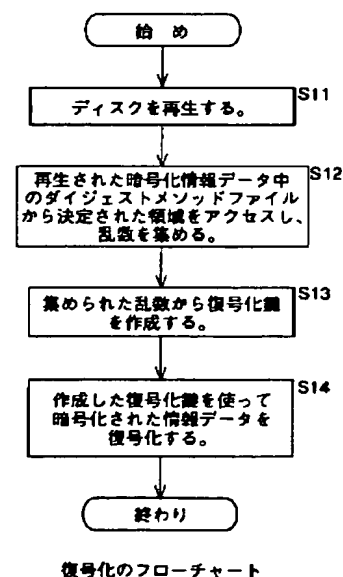 始 め
S11
ディスクを再生する。
S12
再生された暗号化情報データ中
のダイジェストメソッドファイル
から決定された領域をアクセスし、
乱数を集める。
S13
集められた乱数から復号化鍵
を作成する。
S14
作成した復号化鍵を使って
暗号化された情報データを
復号化する。
終わり
復号化のフローチャート